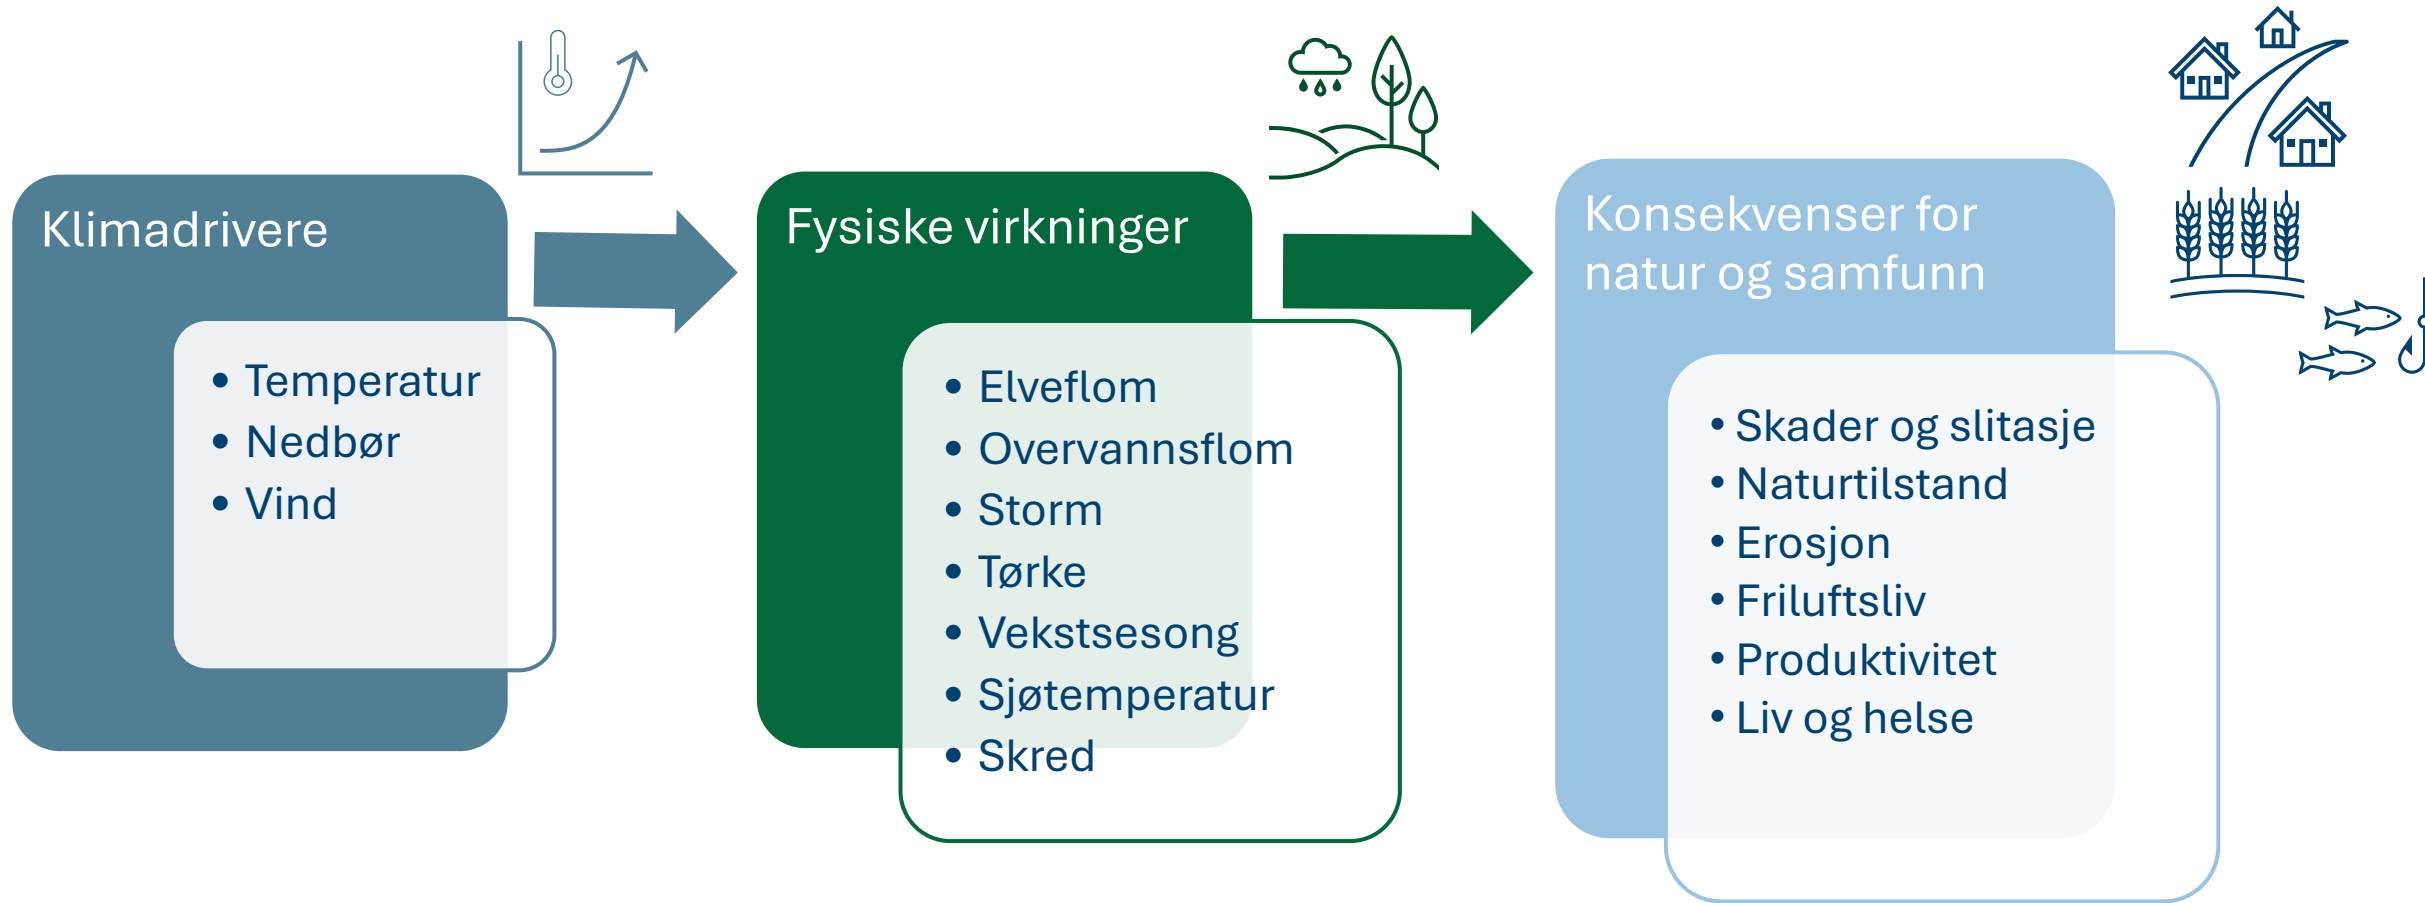 Klimadrivere
• Temperatur
• Nedbør
• Vind
Fysiske virkninger
• Elveflom
• Overvannsflom
• Storm
• Tørke
• Vekstsesong
• Sjøtemperatur
• Skred
Konsekvenser for
natur og samfunn
• Skader og slitasje
• Naturtilstand
• Erosjon
• Friluftsliv
• Produktivitet
• Liv og helse